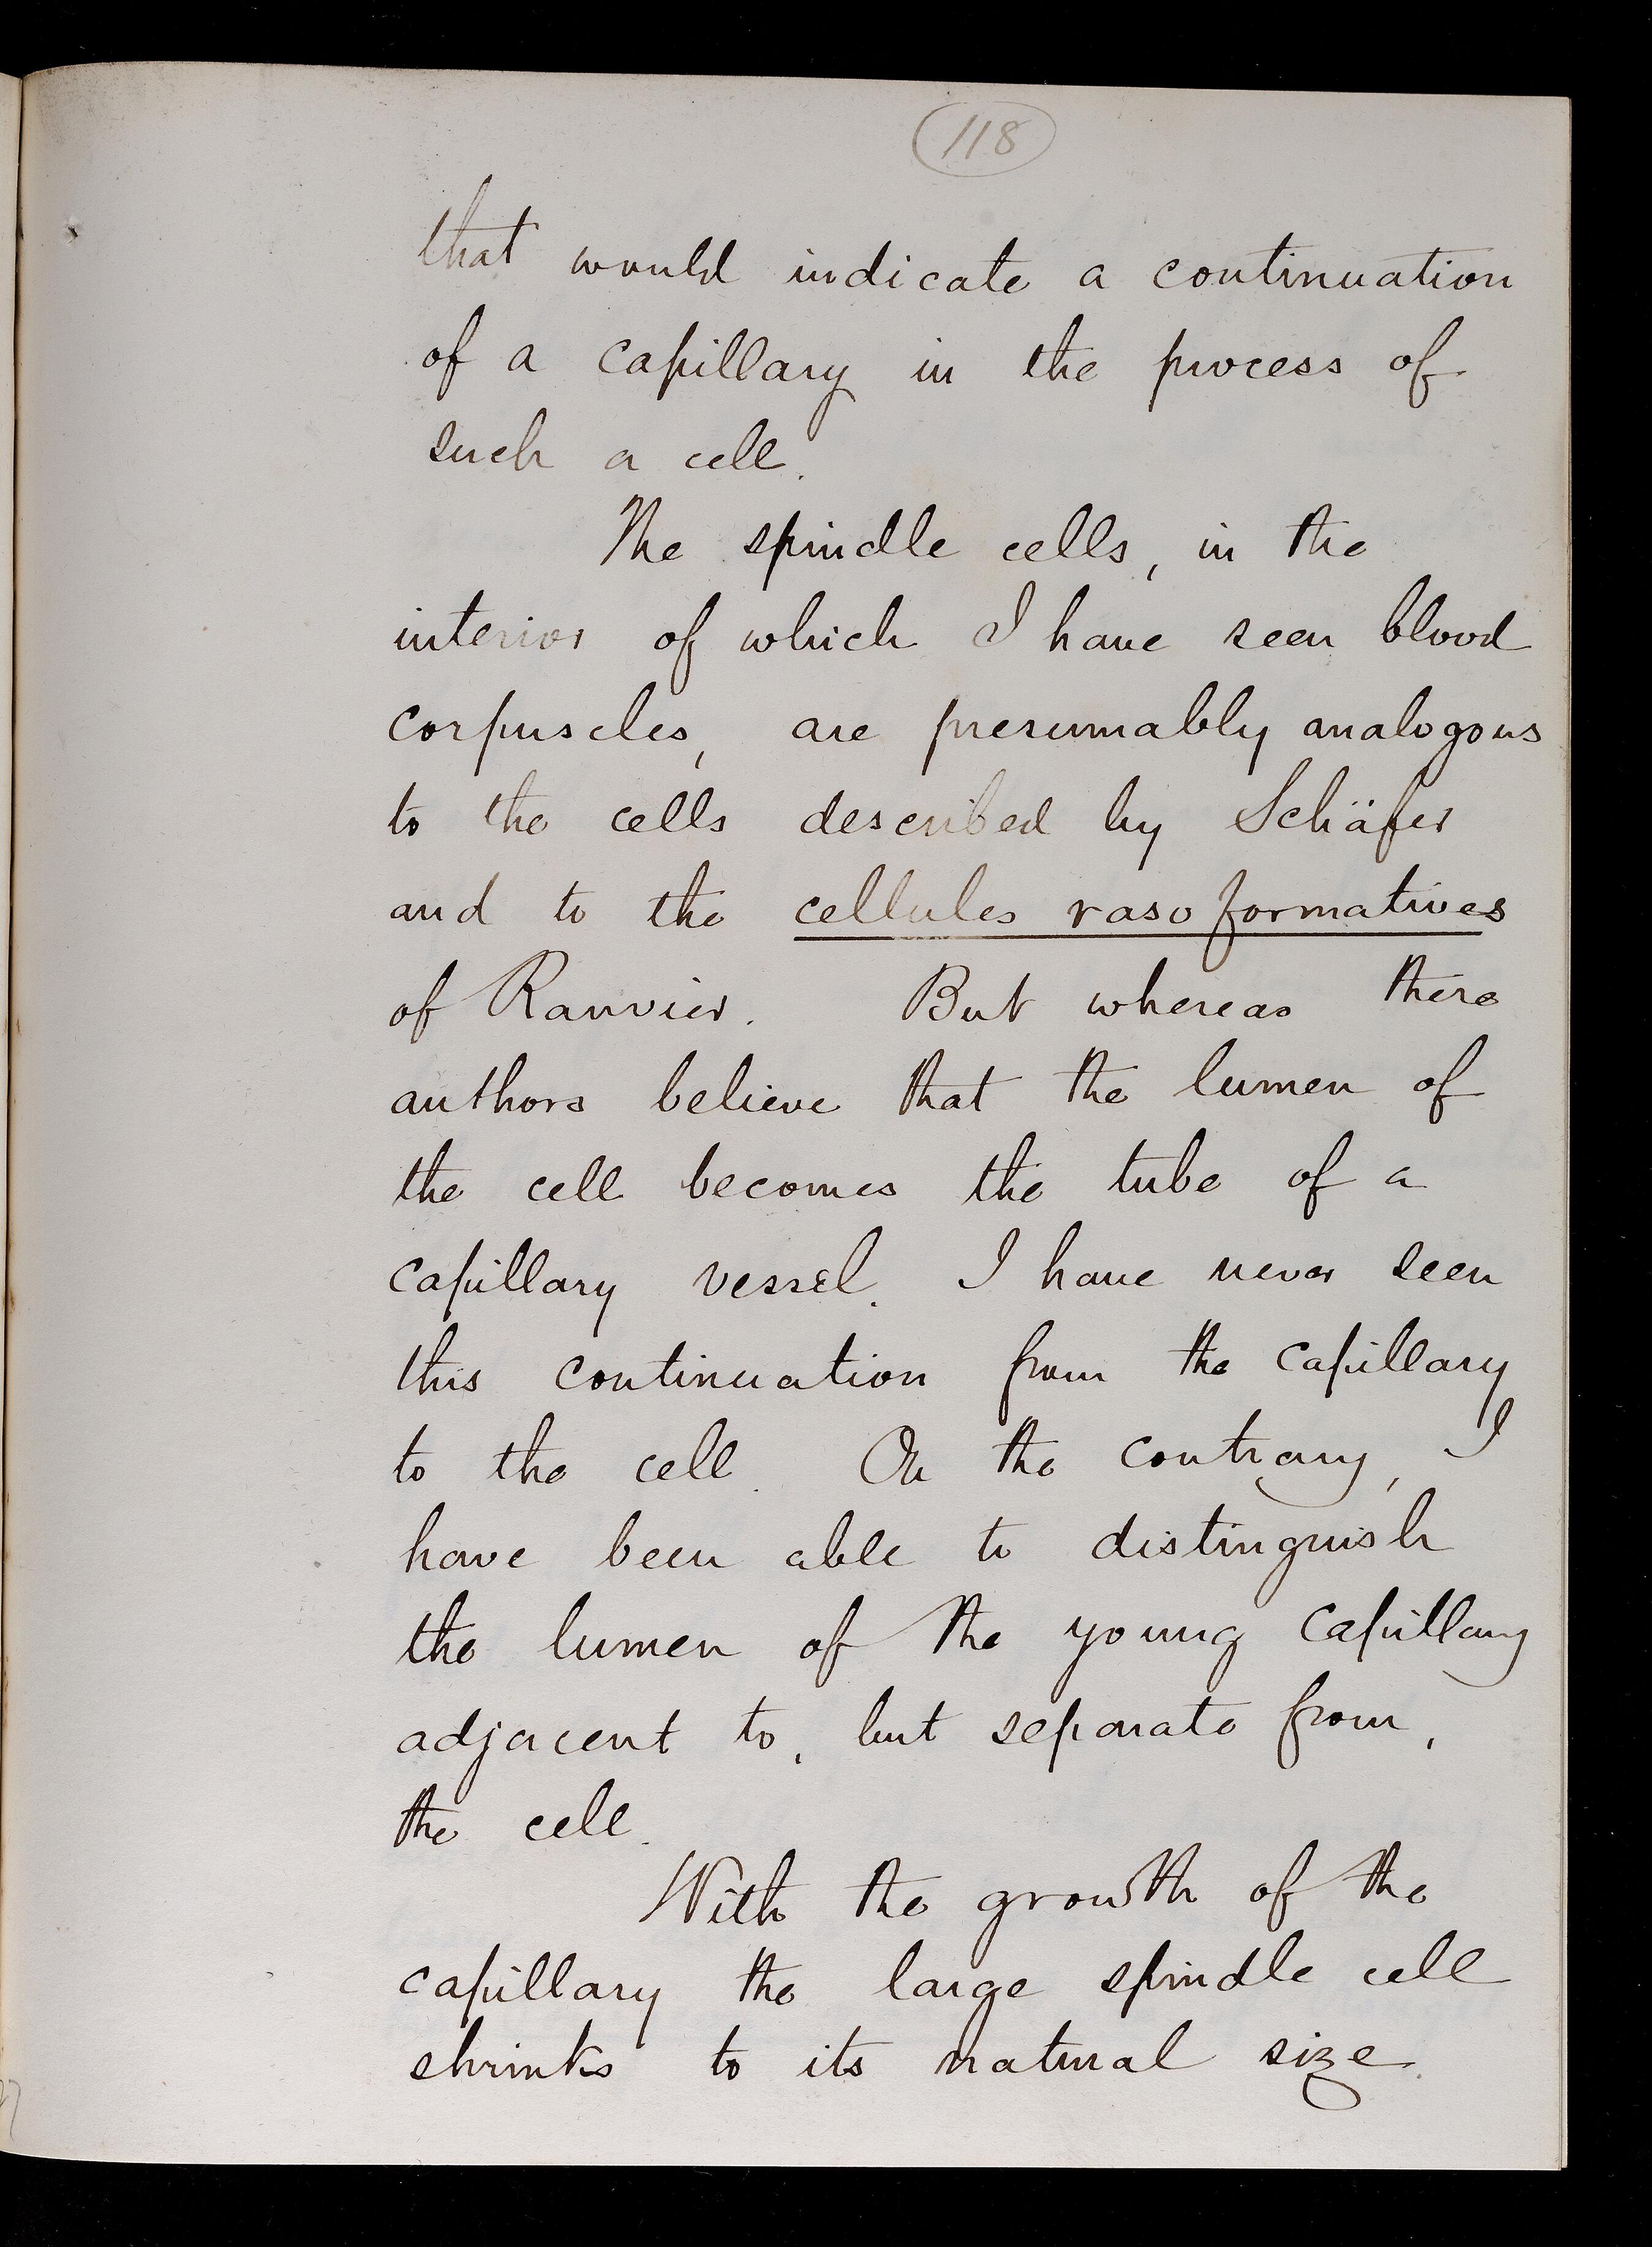 118
that would indicate a continuation
of a capillary in the process of
such a cell.
The spindle cells, in the
interior of which I have seen blood
corpuscles, are presumably analogous
to the cells described by Schäfer
and to the cellules vaso formatives
of Ranvier. But whereas these
authors believe that the lumen of
the cell becomes the tube of a
capillary vessel. I have never seen
this continuation from the capillary
to the cell. On the contrary, I
have been able to distinguish
the lumen of the young capillary
adjacent to, but separate from,
the cell.
With the growth of the
capillary the large spindle cell
shrinks to its natural size.